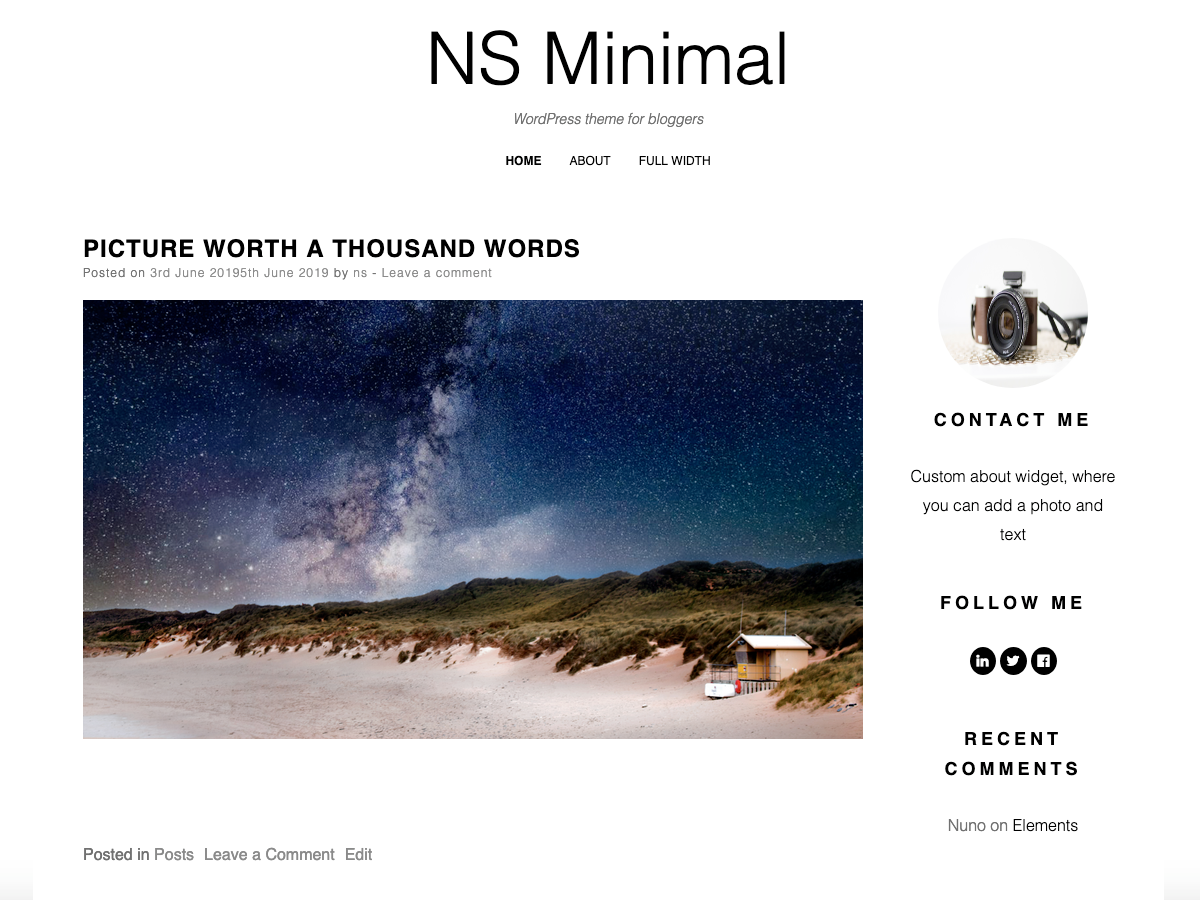 NS Minimal
WordPress theme for bloggers
HOME ABOUT FULL WIDTH
PICTURE WORTH A THOUSAND WORDS
Posted on 3rd June 20195th June 2019 by ns - Leave a comment
CONTACT ME
Custom about widget, where
you can add a photo and
text
FOLLOW ME
in
RECENT
COMMENTS
Nuno on Elements
Posted in Posts Leave a Comment Edit